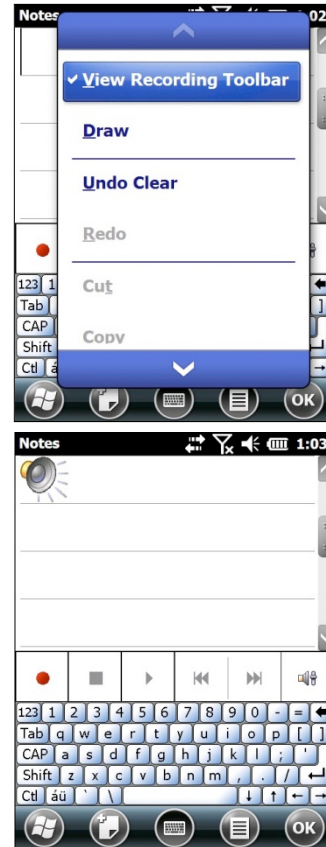 Notes :02
View Recording Toolbar
Draw
Undo Clear
Redo
Cut
Copy
123 1
Tab ]
CAP
Shift
Ctl á
OK
Notes 1:03
123 1 2 3 4 5 6 7 8 9 0 - =
Tab q w e r t y u i o p [ ]
CAP a s d f g h j k l ; '
Shift z x c v b n m , . /
Ctl áü ` \
OK